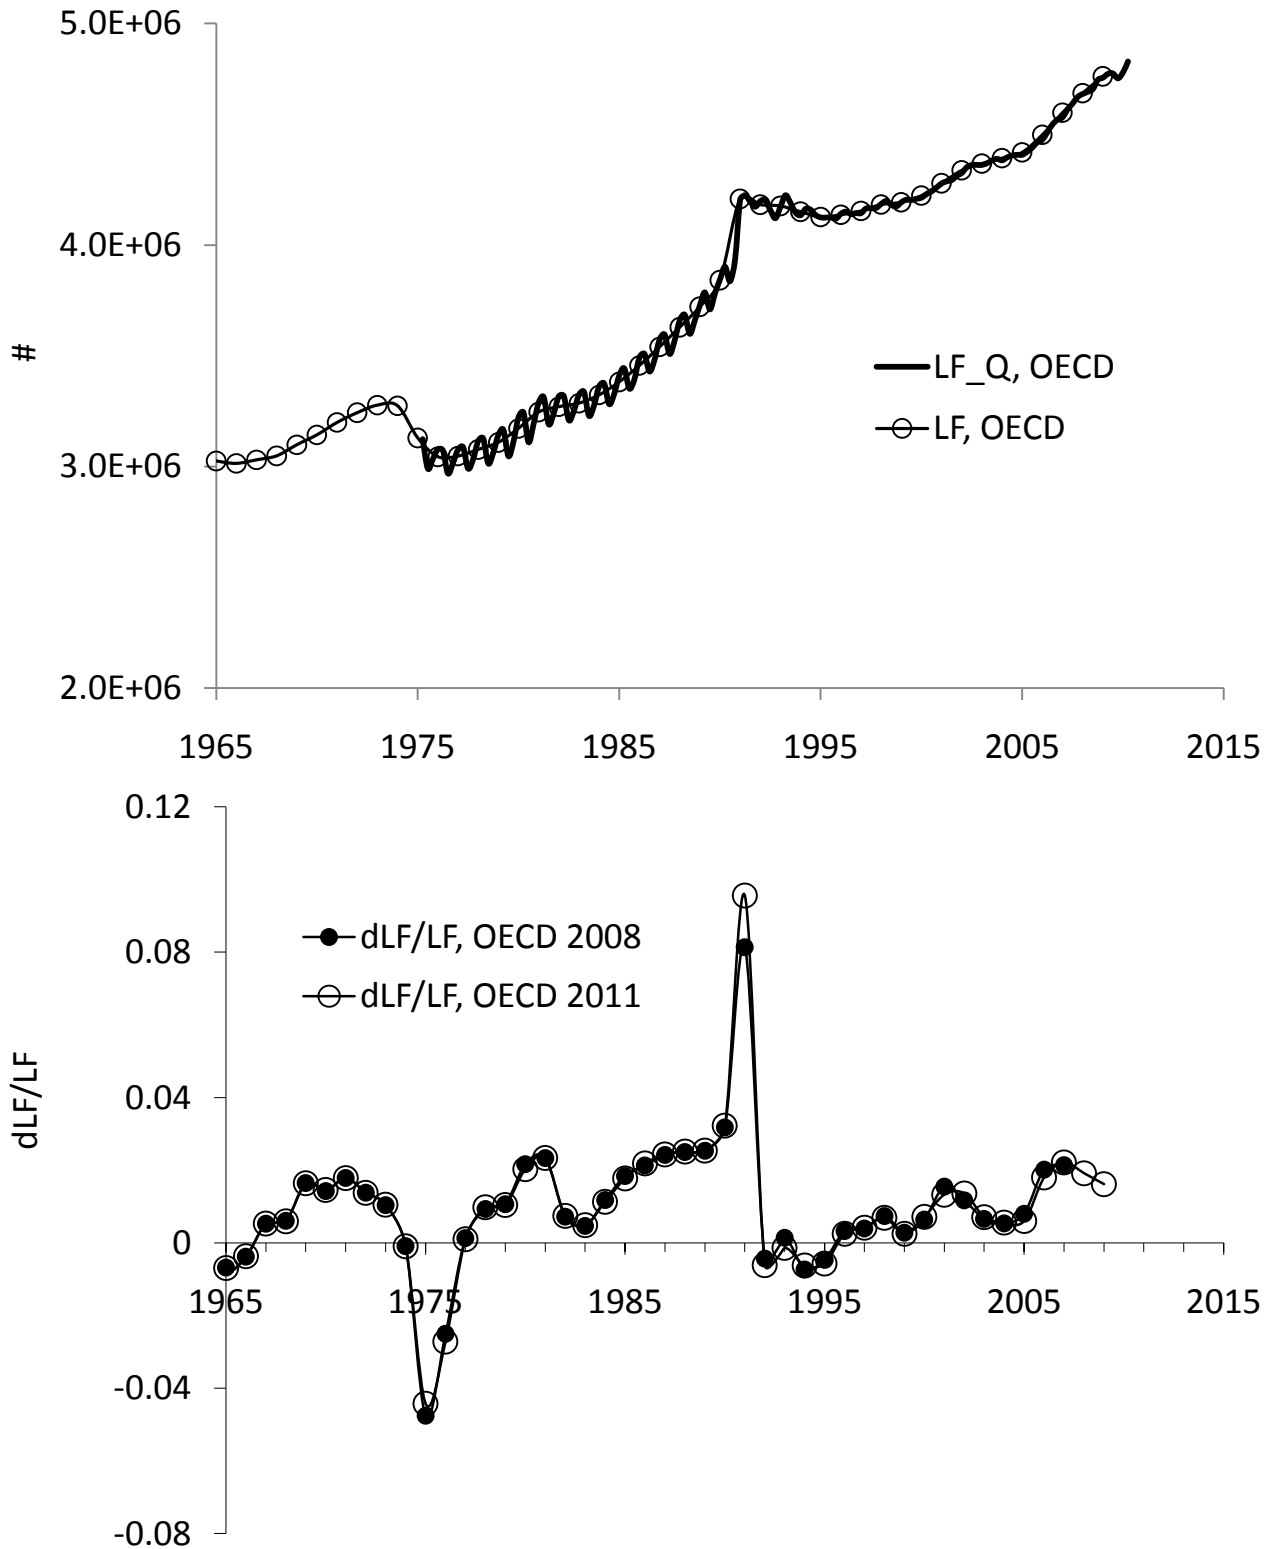 5.0E+06
4.0E+06
#
LF_Q, OECD
LF, OECD
3.0E+06
2.0E+06
1965 1975 1985 1995 2005 2015
0.12
dLF/LF, OECD 2008
0.08
dLF/LF, OECD 2011
dLF/LF
0.04
0
1965 1975 1985 1995 2005 2015
-0.04
-0.08